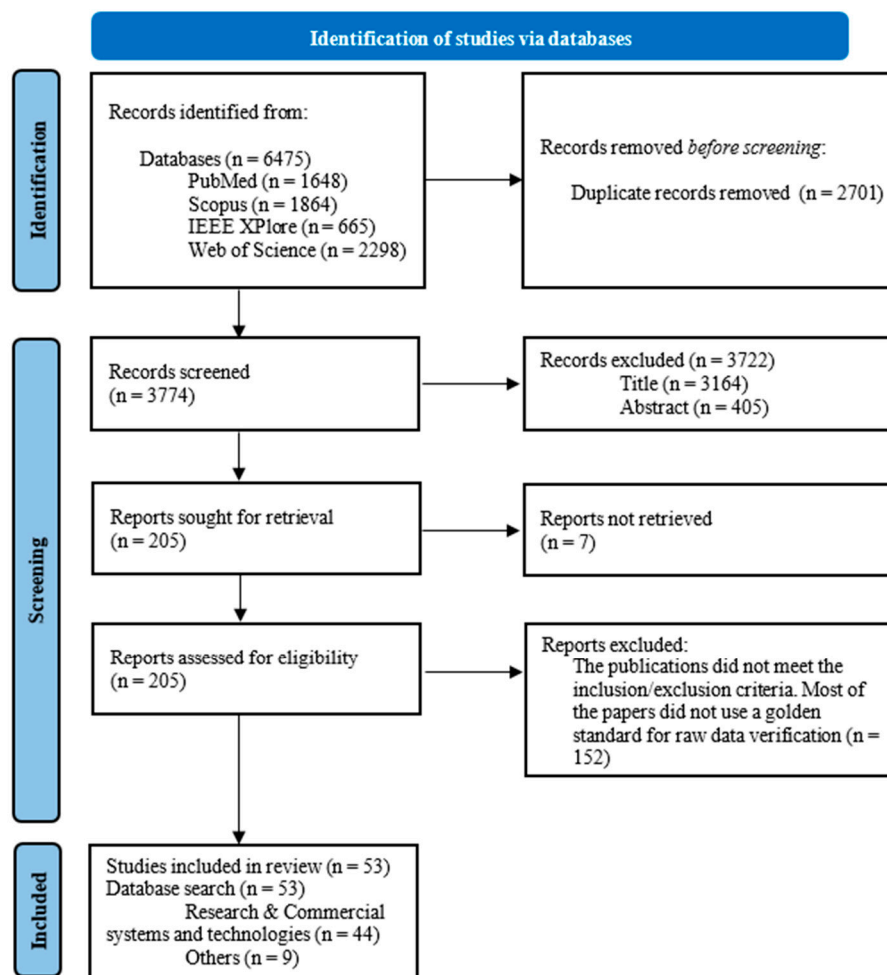 Identification of studies via databases
Identification
Records identified from:
Databases (n = 6475)
PubMed (n = 1648)
Scopus (n = 1864)
IEEE XPlore (n = 665)
Web of Science (n = 2298)
Records removed before screening:
Duplicate records removed (n = 2701)
Screening
Records screened
(n = 3774)
Records excluded (n = 3722)
Title (n = 3164)
Abstract (n = 405)
Reports sought for retrieval
(n = 205)
Reports not retrieved
(n = 7)
Reports assessed for eligibility
(n = 205)
Reports excluded:
The publications did not meet the
inclusion/exclusion criteria. Most of
the papers did not use a golden
standard for raw data verification (n =
152)
Included
Studies included in review (n = 53)
Database search (n = 53)
Research & Commercial
systems and technologies (n = 44)
Others (n = 9)